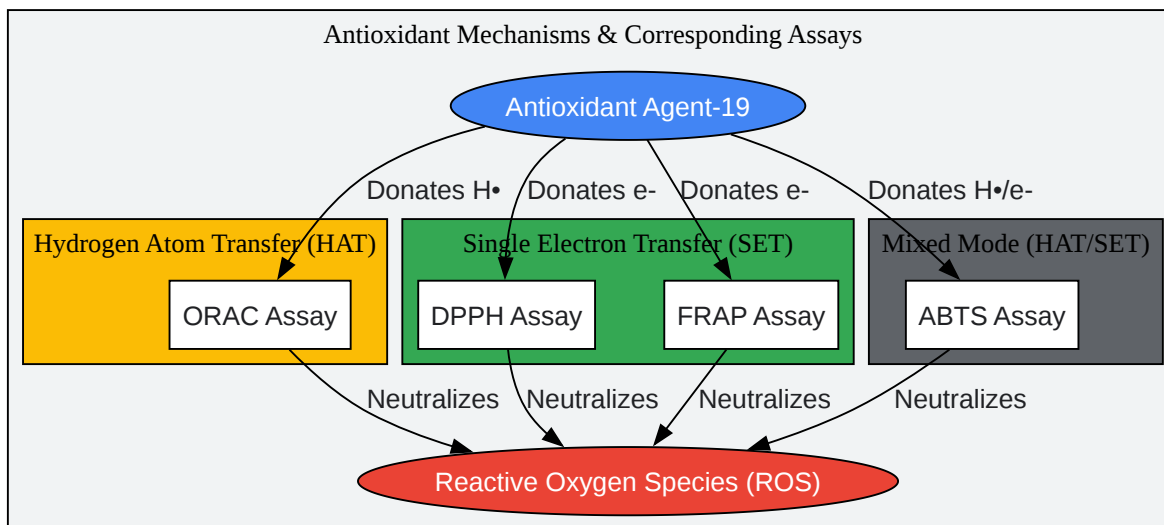 Antioxidant Mechanisms & Corresponding Assays
Antioxidant Agent-19
Donates H•
Donates e-
Donates e-
Donates H•/e-
Hydrogen Atom Transfer (HAT)
Single Electron Transfer (SET)
Mixed Mode (HAT/SET)
ORAC Assay
DPPH Assay
FRAP Assay
ABTS Assay
Neutralizes
Neutralizes
Neutralizes
Neutralizes
Reactive Oxygen Species (ROS)